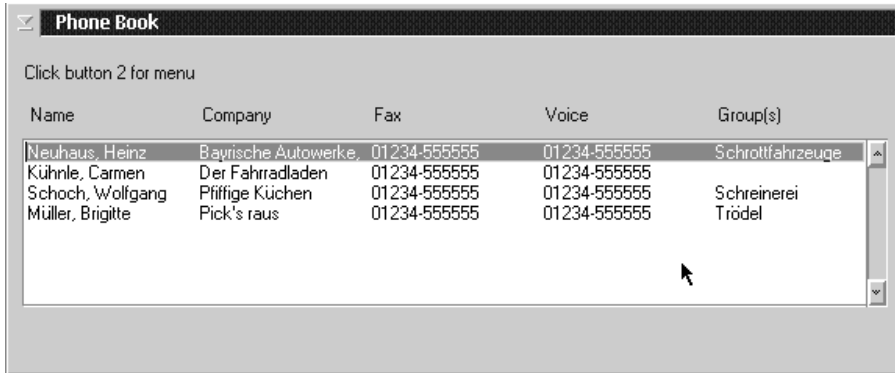 Phone Book
Click button 2 for menu
Name Company Fax Voice Group(s)
Neuhaus, Heinz Bayrische Autowerke, 01234-555555 01234-555555 Schrottfahrzeuge
Kühnle, Carmen Der Fahrradladen 01234-555555 01234-555555
Schoch, Wolfgang Pfiffige Küchen 01234-555555 01234-555555 Schreinerei
Müller, Brigitte Pick's raus 01234-555555 01234-555555 Trödel